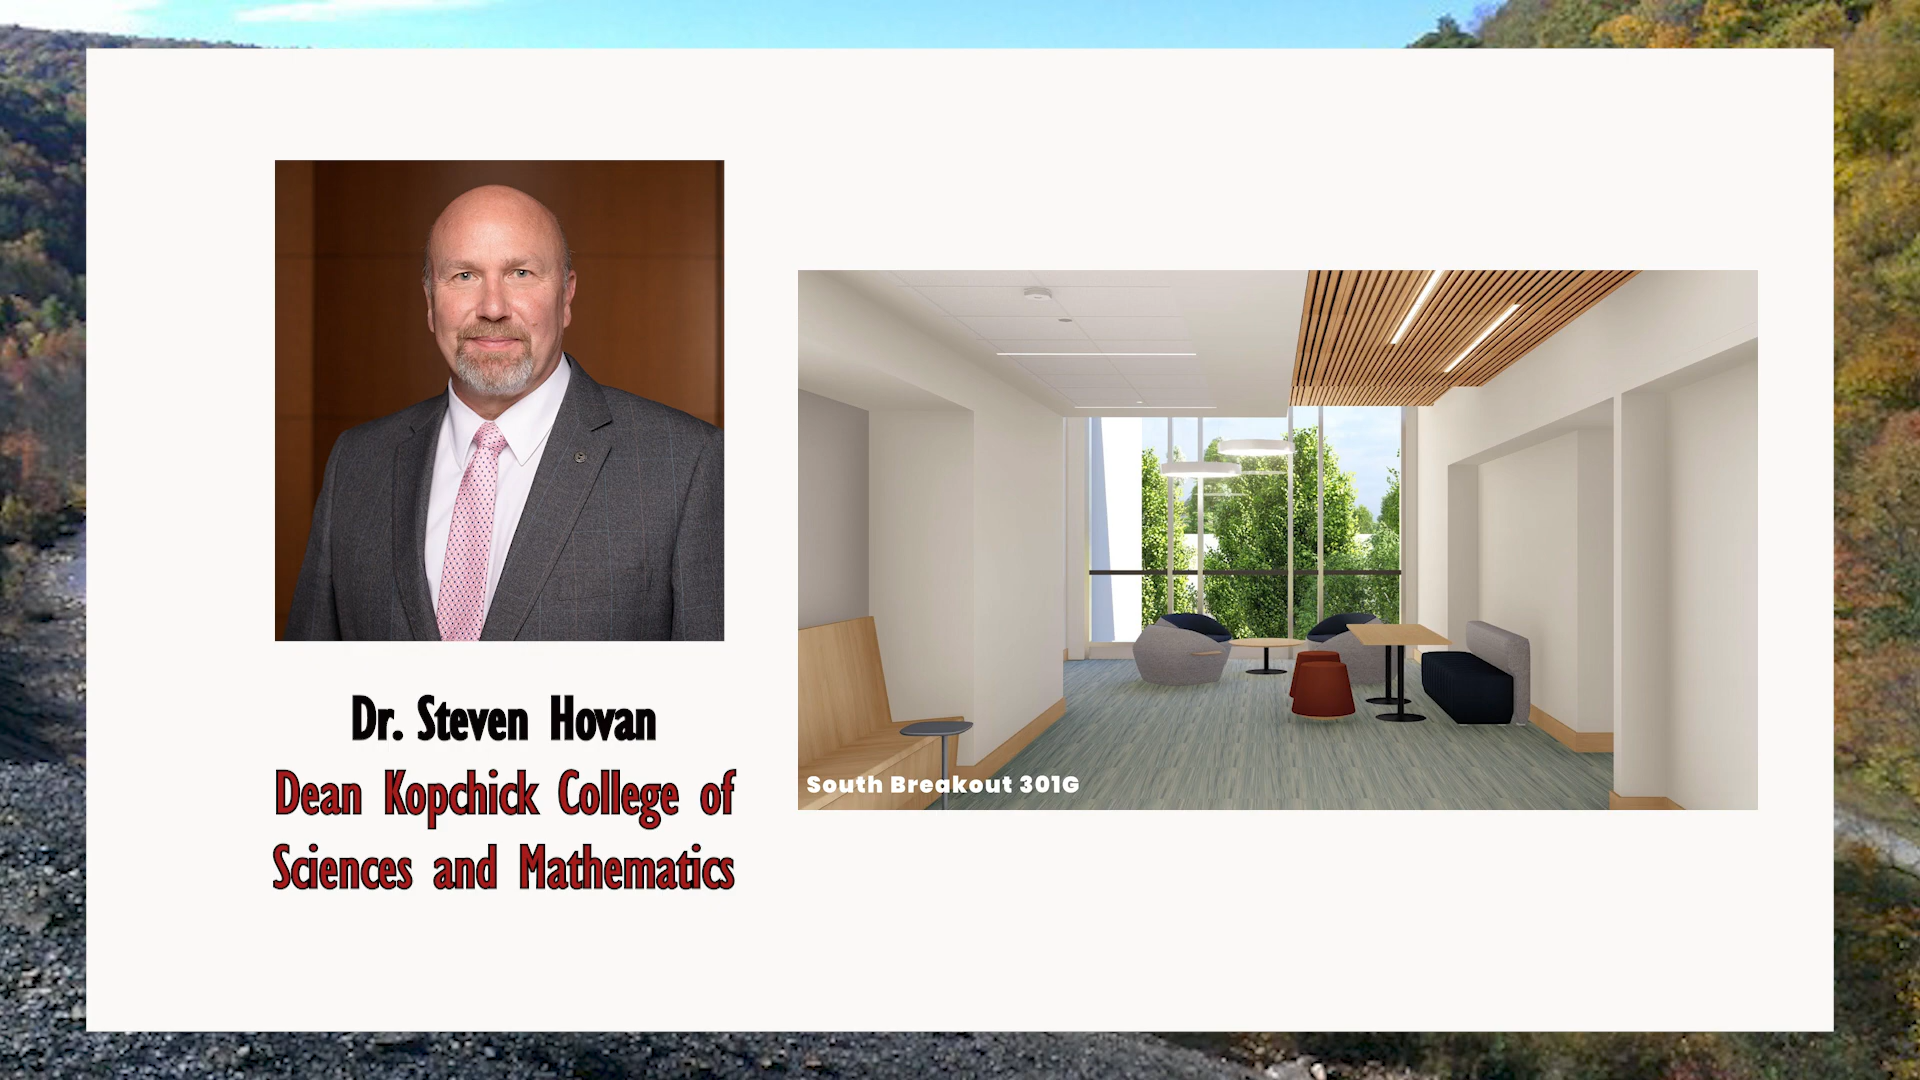 Dr. Steven Hovan
Dean Kopchick College of
Sciences and Mathematics
South Breakout 301G